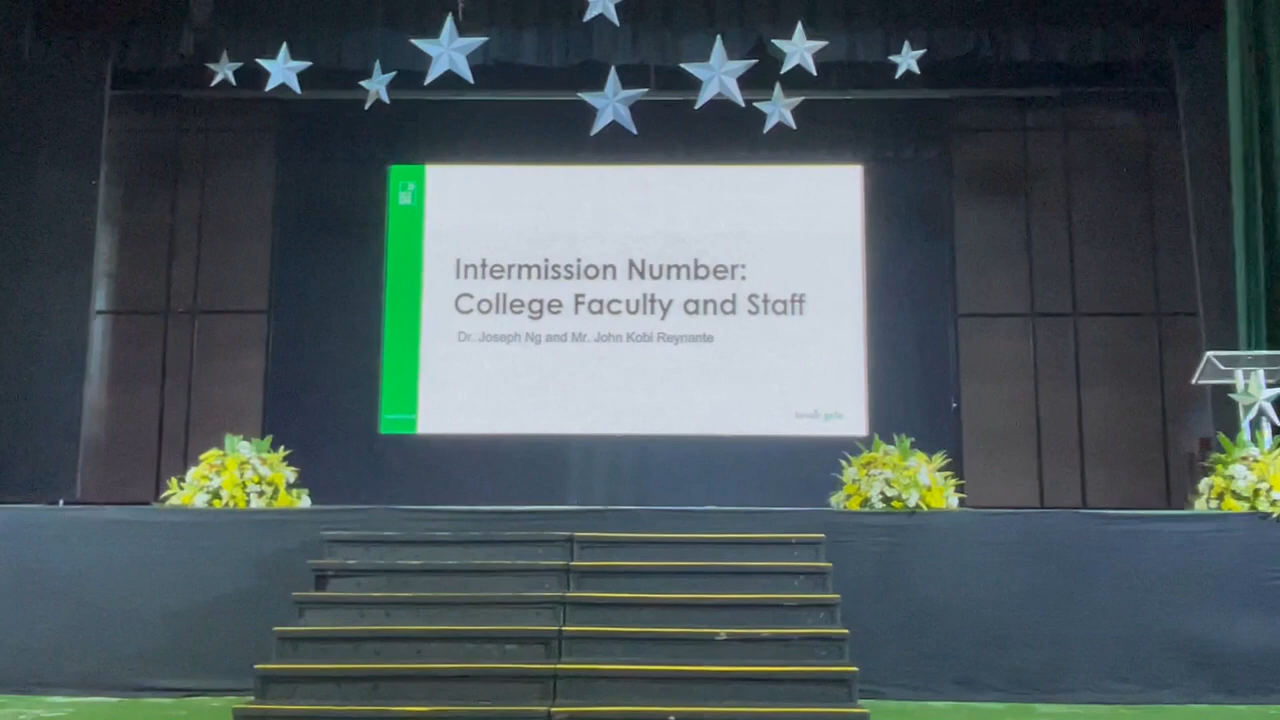 Intermission Number:
College Faculty and Staff
Dr. Joseph Ng and Mr. John Kobi Reynante